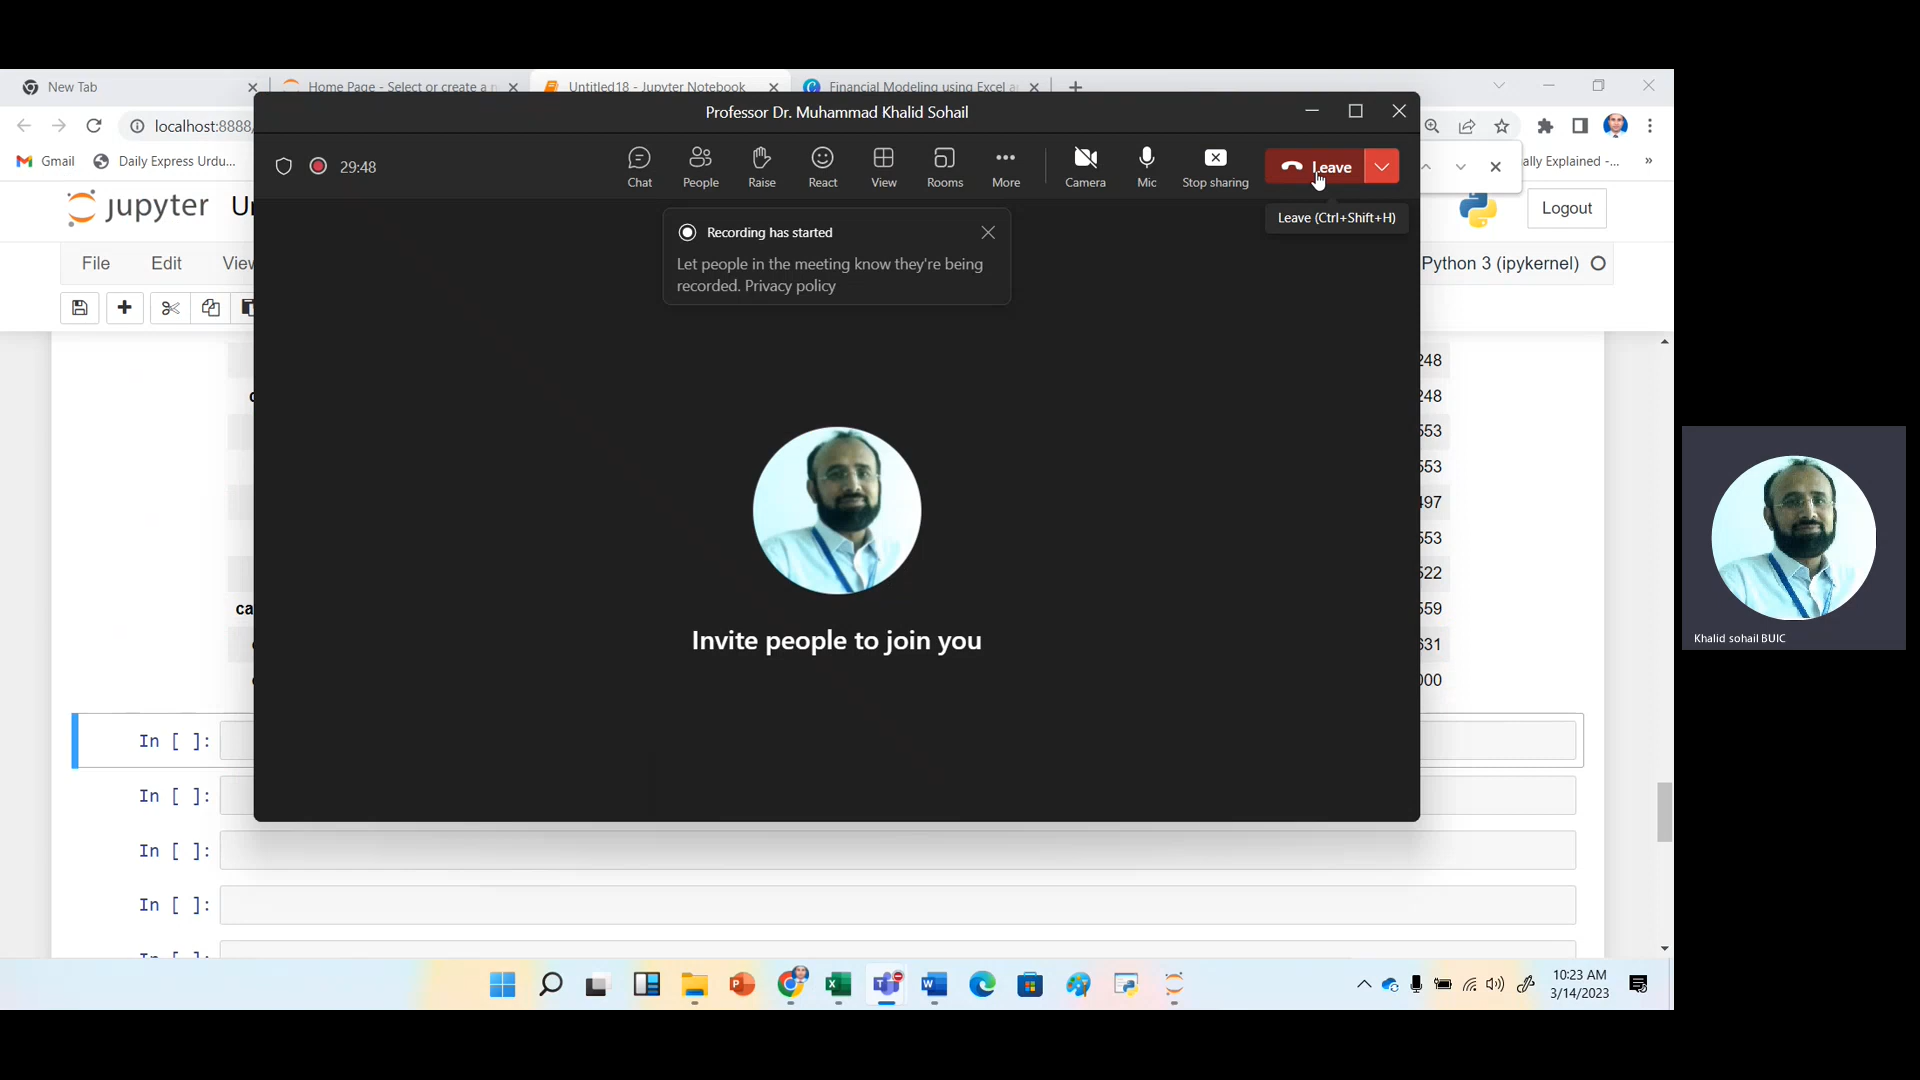 New Tab
Home Page - Select or create a n
Untitled18 - Jupyter Notebook
Financial Modeling using Excel a
localhost:8888/
Gmail
Daily Express Urdu...
ally Explained -...
»
Professor Dr. Muhammad Khalid Sohail
29:48
Chat
People
Raise
React
View
Rooms
More
Camera
Mic
Stop sharing
Leave
Leave (Ctrl+Shift+H)
Recording has started
Let people in the meeting know they're being
recorded. Privacy policy
jupyter
Logout
File
Edit
View
Python 3 (ipykernel)
248
248
553
553
497
553
522
ca
559
631
000
Invite people to join you
Khalid sohail BUIC
In [ ]:
In [ ]:
In [ ]:
In [ ]:
In [ ]:
10:23 AM
3/14/2023